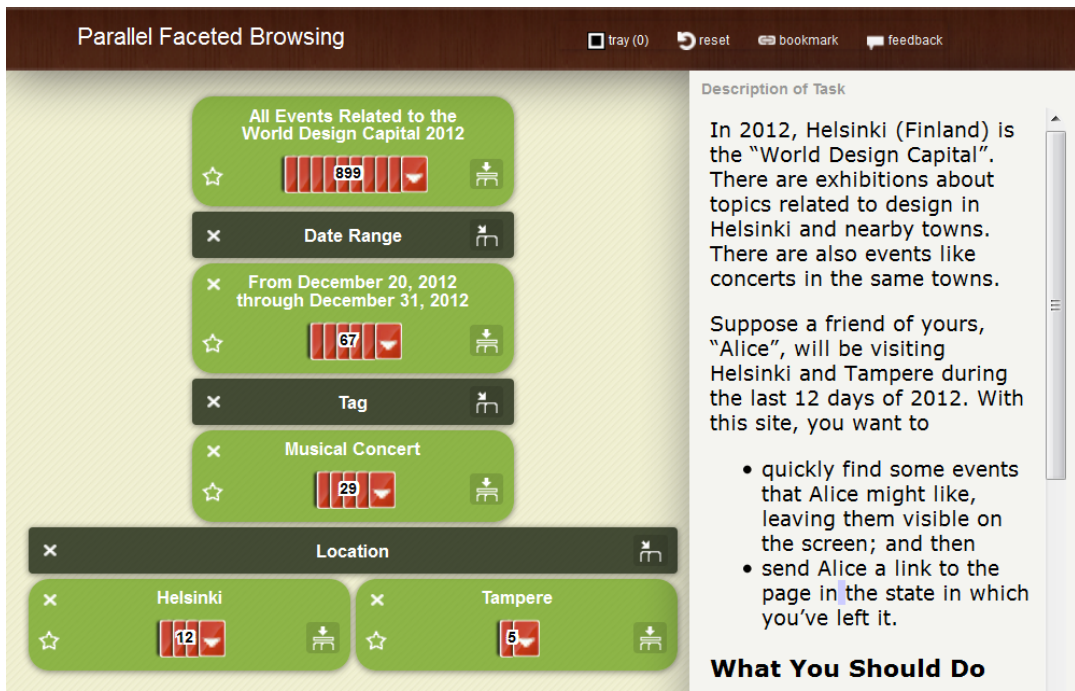 Parallel Faceted Browsing
tray (0)
reset
bookmark
feedback
All Events Related to the
World Design Capital 2012
899
Date Range
From December 20, 2012
through December 31, 2012
67
Tag
Musical Concert
29
Location
Helsinki
12
Tampere
5
Description of Task
In 2012, Helsinki (Finland) is
the “World Design Capital”.
There are exhibitions about
topics related to design in
Helsinki and nearby towns.
There are also events like
concerts in the same towns.
Suppose a friend of yours,
“Alice”, will be visiting
Helsinki and Tampere during
the last 12 days of 2012. With
this site, you want to
• quickly find some events
that Alice might like,
leaving them visible on
the screen; and then
• send Alice a link to the
page in the state in which
you’ve left it.
What You Should Do